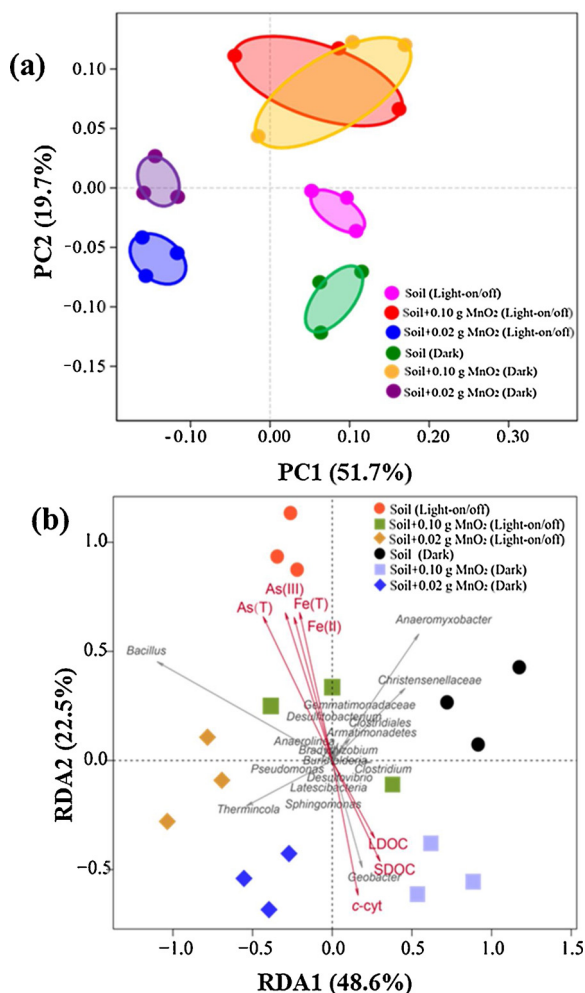 (a)
0.10
0.05
0.00
−0.05
−0.10
−0.15
PC2 (19.7%)
Soil (Light-on/off)
Soil+0.10 g MnO₂ (Light-on/off)
Soil+0.02 g MnO₂ (Light-on/off)
Soil (Dark)
Soil+0.10 g MnO₂ (Dark)
Soil+0.02 g MnO₂ (Dark)
-0.10
0.00
0.10
0.20
0.30
PC1 (51.7%)
(b)
Soil (Light-on/off)
Soil+0.10 g MnO₂ (Light-on/off)
Soil+0.02 g MnO₂ (Light-on/off)
Soil (Dark)
Soil+0.10 g MnO₂ (Dark)
Soil+0.02 g MnO₂ (Dark)
1.0
0.5
0.0
−0.5
RDA2 (22.5%)
As(III)
As(T)
Fe(T)
Fe(II)
Anaeromyxobacter
Bacillus
Christensenellaceae
Gemmatimonadaceae
Desulfitobacterium
Clostridiales
Armatimonadetes
Anaerolinea
Bradyrhizobium
Pseudomonas
Clostridium
Desulfovibrio
Latescibacteria
Thermincola
Sphingomonas
LDOC
SDOC
Geobacter
c-cyt
−1.0
−0.5
0.0
0.5
1.0
1.5
RDA1 (48.6%)